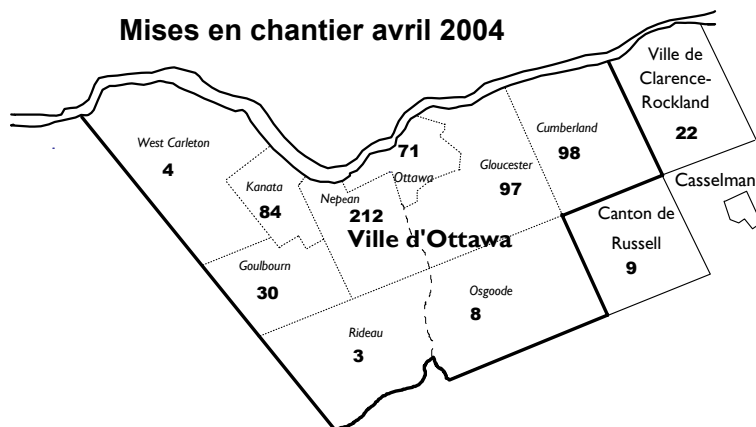 Mises en chantier avril 2004
Ville de
Clarence-
Rockland
22
West Carleton
4
71
Ottawa
Cumberland
98
Gloucester
97
Kanata
84
Nepean
212
Casselman
Ville d'Ottawa
Canton de
Russell
9
Goulbourn
30
Osgoode
8
Rideau
3